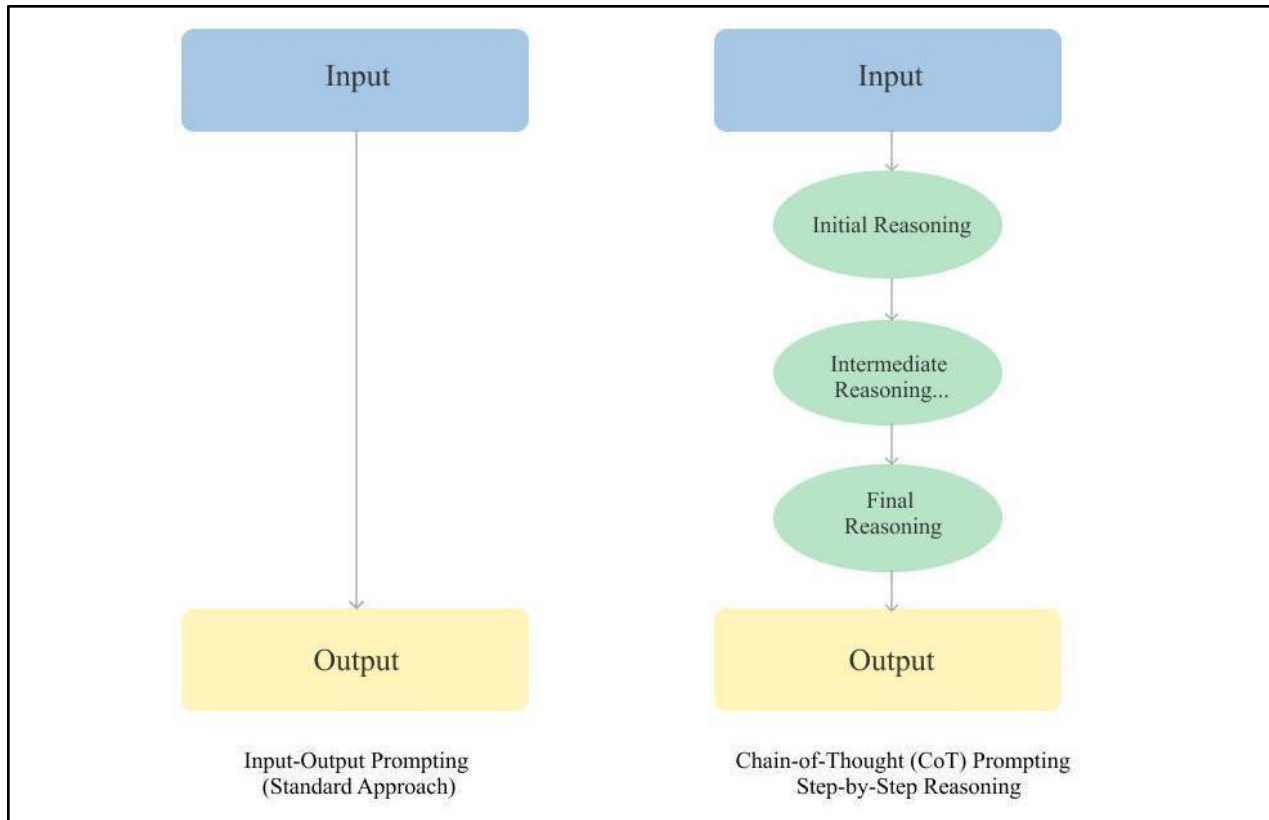 Input
Output
Input-Output Prompting
(Standard Approach)
Input
Initial Reasoning
Intermediate
Reasoning...
Final
Reasoning
Output
Chain-of-Thought (CoT) Prompting
Step-by-Step Reasoning